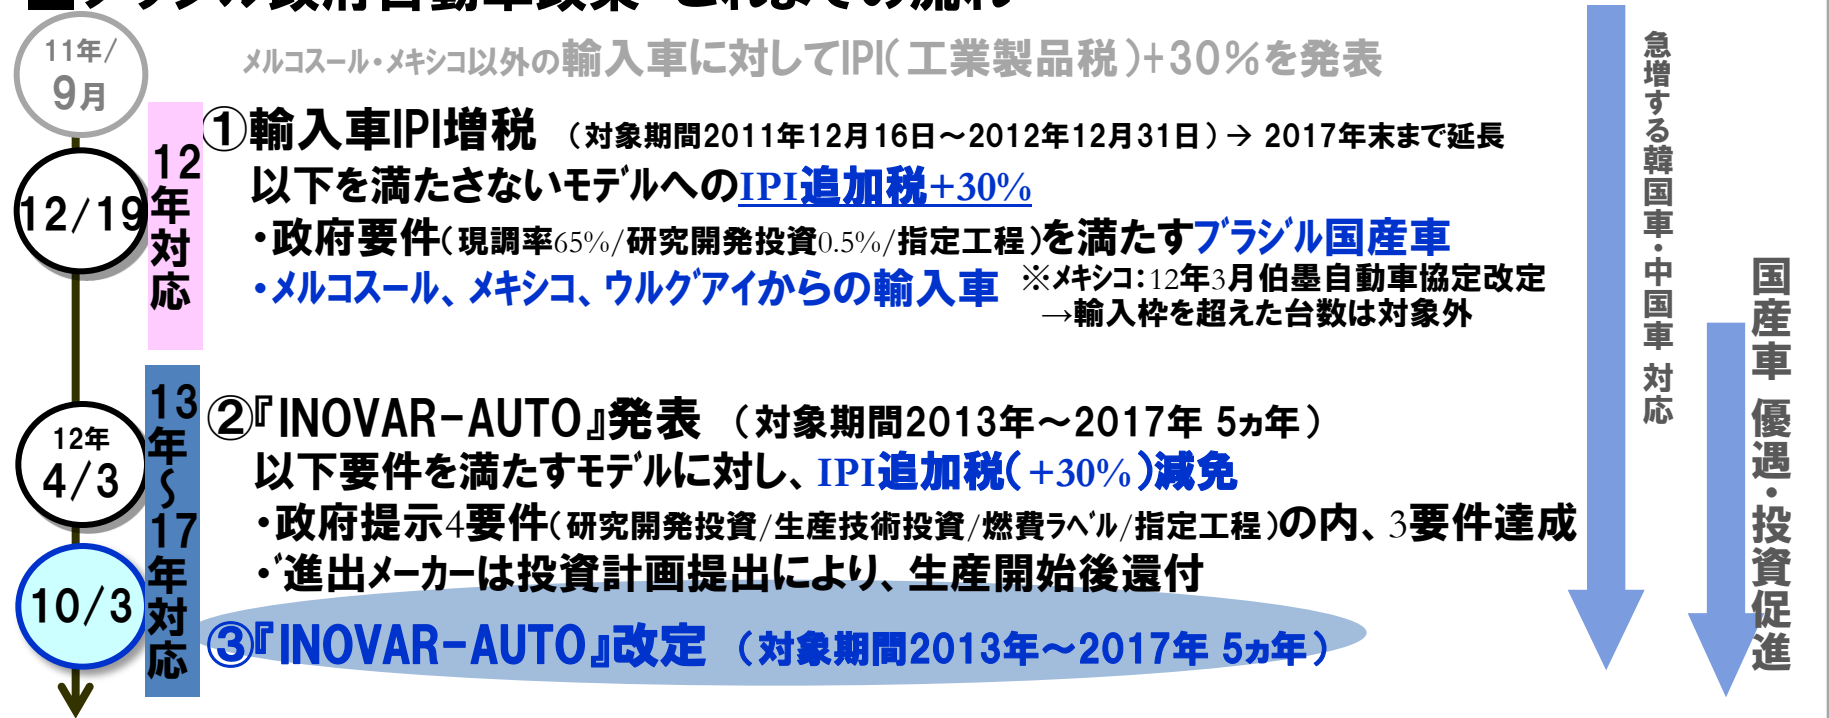 ■ブラジル政府自動車政策 これまでの流れ
11年/
9月
メルコスール・メキシコ以外の輸入車に対してIPI(工業製品税)+30%を発表
12/19
12年対応
①輸入車IPI増税 (対象期間2011年12月16日~2012年12月31日)→ 2017年末まで延長
以下を満たさないモデルへのIPI追加税+30%
・政府要件(現調率65%/研究開発投資0.5%/指定工程)を満たすブラジル国産車
・メルコスール、メキシコ、ウルグアイからの輸入車 ※メキシコ:12年3月伯墨自動車協定改定
→輸入枠を超えた台数は対象外
12年
4/3
10/3
13年~17年対応
②『INOVAR-AUTO』発表 (対象期間2013年~2017年 5ヵ年)
以下要件を満たすモデルに対し、IPI追加税(+30%)減免
・政府提示4要件(研究開発投資/生産技術投資/燃費ラベル/指定工程)の内、3要件達成
・進出メーカーは投資計画提出により、生産開始後還付
③『INOVAR-AUTO』改定 (対象期間2013年~2017年 5ヵ年)
急増する韓国車・中国車 対応
国産車 優遇・投資促進